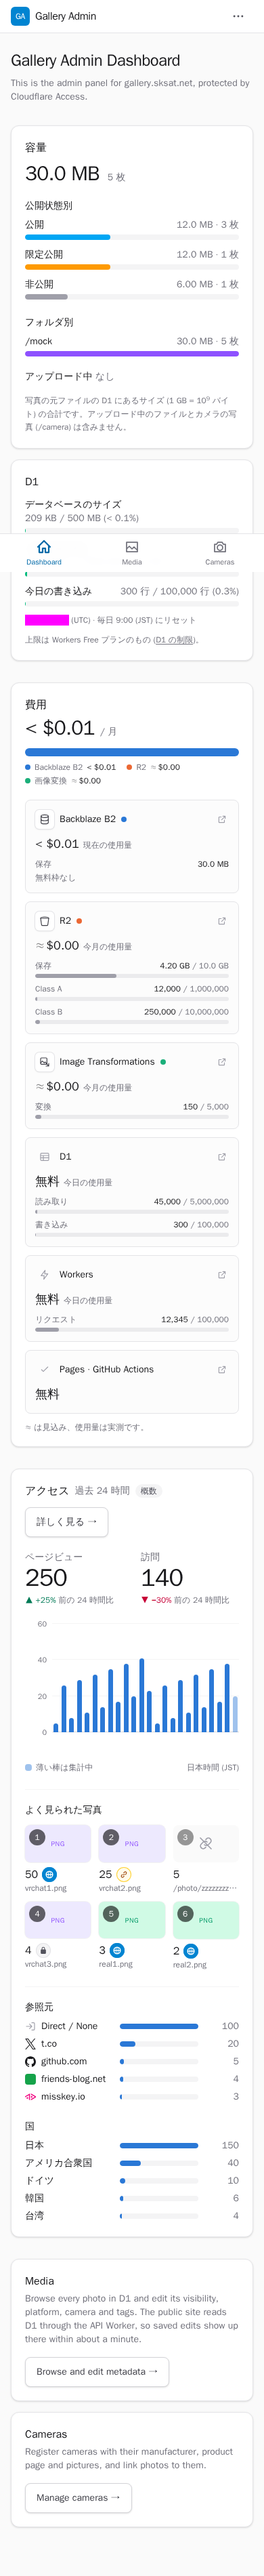 GA Gallery Admin
Gallery Admin Dashboard
This is the admin panel for gallery.sksat.net, protected by
Cloudflare Access.
容量
30.0 MB 5 枚
公開状態別
公開 12.0 MB · 3 枚
限定公開 12.0 MB · 1 枚
非公開 6.00 MB · 1 枚
フォルダ別
/mock 30.0 MB · 5 枚
アップロード中 なし
写真の元ファイルの D1 にあるサイズ (1 GB = 10⁹ バイ
ト) の合計です。アップロード中のファイルとカメラの写
真 (/camera) は含みません。
D1
データベースのサイズ
209 KB / 500 MB (< 0.1%)
Dashboard Media Cameras
今日の書き込み 300 行 / 100,000 行 (0.3%)
(UTC) · 毎日 9:00 (JST) にリセット
上限は Workers Free プランのもの (D1 の制限)。
費用
< $0.01 / 月
Backblaze B2 < $0.01 R2 ≈ $0.00
画像変換 ≈ $0.00
Backblaze B2
< $0.01 現在の使用量
保存 30.0 MB
無料枠なし
R2
≈ $0.00 今月の使用量
保存 4.20 GB / 10.0 GB
Class A 12,000 / 1,000,000
Class B 250,000 / 10,000,000
Image Transformations
≈ $0.00 今月の使用量
変換 150 / 5,000
D1
無料 今日の使用量
読み取り 45,000 / 5,000,000
書き込み 300 / 100,000
Workers
無料 今日の使用量
リクエスト 12,345 / 100,000
Pages · GitHub Actions
無料
≈ は見込み、使用量は実測です。
アクセス 過去 24 時間 概数
詳しく見る →
ページビュー 訪問
250 140
▲ +25% 前の 24 時間比 ▼ −30% 前の 24 時間比
60
40
20
0
薄い棒は集計中 日本時間 (JST)
よく見られた写真
1 PNG 2 PNG 3
50 25 5
vrchat1.png vrchat2.png /photo/zzzzzzzz…
4 PNG 5 PNG 6 PNG
4 3 2
vrchat3.png real1.png real2.png
参照元
Direct / None 100
t.co 20
github.com 5
friends-blog.net 4
misskey.io 3
国
日本 150
アメリカ合衆国 40
ドイツ 10
韓国 6
台湾 4
Media
Browse every photo in D1 and edit its visibility,
platform, camera and tags. The public site reads
D1 through the API Worker, so saved edits show up
there within about a minute.
Browse and edit metadata →
Cameras
Register cameras with their manufacturer, product
page and pictures, and link photos to them.
Manage cameras →